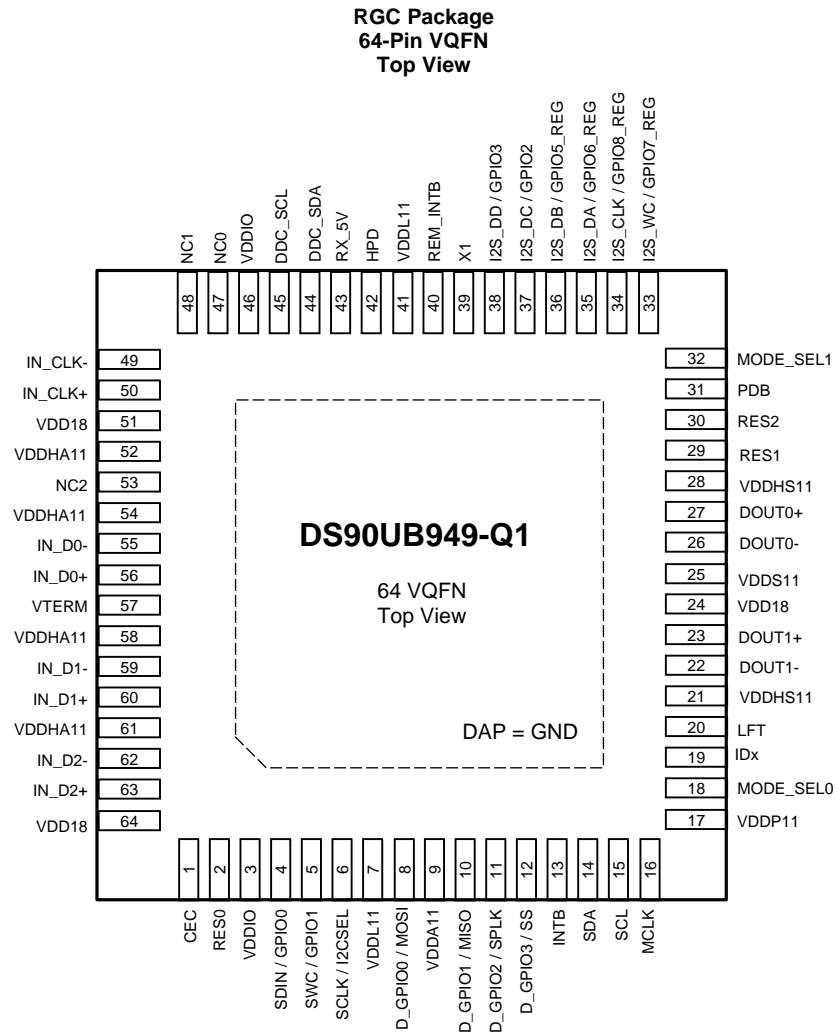 RGC Package
64-Pin VQFN
Top View
NC1
NC0
VDDIO
DDC_SCL
DDC_SDA
RX_5V
HPD
VDDL11
REM_INTB
X1
I2S_DD / GPIO3
I2S_DC / GPIO2
I2S_DB / GPIO5_REG
I2S_DA / GPIO6_REG
I2S_CLK / GPIO8_REG
I2S_WC / GPIO7_REG
48
47
46
45
44
43
42
41
40
39
38
37
36
35
34
33
IN_CLK- 49
IN_CLK+ 50
VDD18 51
VDDHA11 52
NC2 53
VDDHA11 54
IN_D0- 55
IN_D0+ 56
VTERM 57
VDDHA11 58
IN_D1- 59
IN_D1+ 60
VDDHA11 61
IN_D2- 62
IN_D2+ 63
VDD18 64
DS90UB949-Q1
64 VQFN
Top View
DAP = GND
32 MODE_SEL1
31 PDB
30 RES2
29 RES1
28 VDDHS11
27 DOUT0+
26 DOUT0-
25 VDDS11
24 VDD18
23 DOUT1+
22 DOUT1-
21 VDDHS11
20 LFT
19 IDx
18 MODE_SEL0
17 VDDP11
1
2
3
4
5
6
7
8
9
10
11
12
13
14
15
16
CEC
RES0
VDDIO
SDIN / GPIO0
SWC / GPIO1
SCLK / I2CSEL
VDDL11
D_GPIO0 / MOSI
VDDA11
D_GPIO1 / MISO
D_GPIO2 / SPLK
D_GPIO3 / SS
INTB
SDA
SCL
MCLK